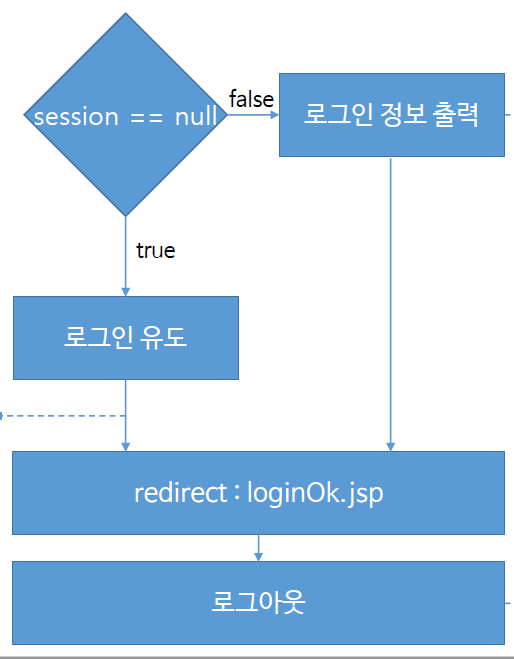 session == null
false
로그인 정보 출력
true
로그인 유도
redirect : loginOk.jsp
로그아웃